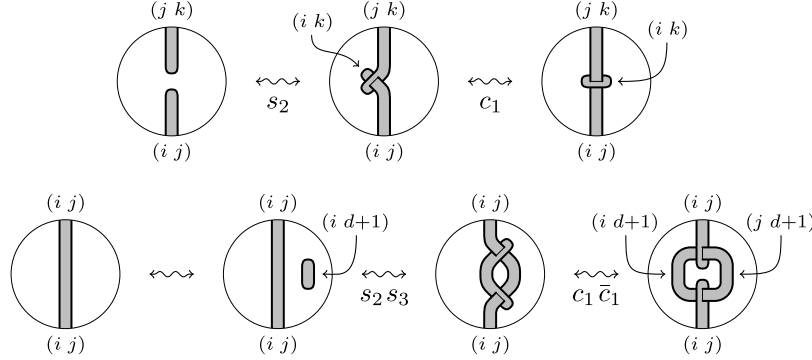 (j k) (j k) (j k)
(i k) (i k)
s₂ c₁
(i j) (i j) (i j)
(i j) (i j) (i j) (i j)
(i d+1) (i d+1) (j d+1)
s₂ s₃ c₁ c̄₁
(i j) (i j) (i j) (i j)